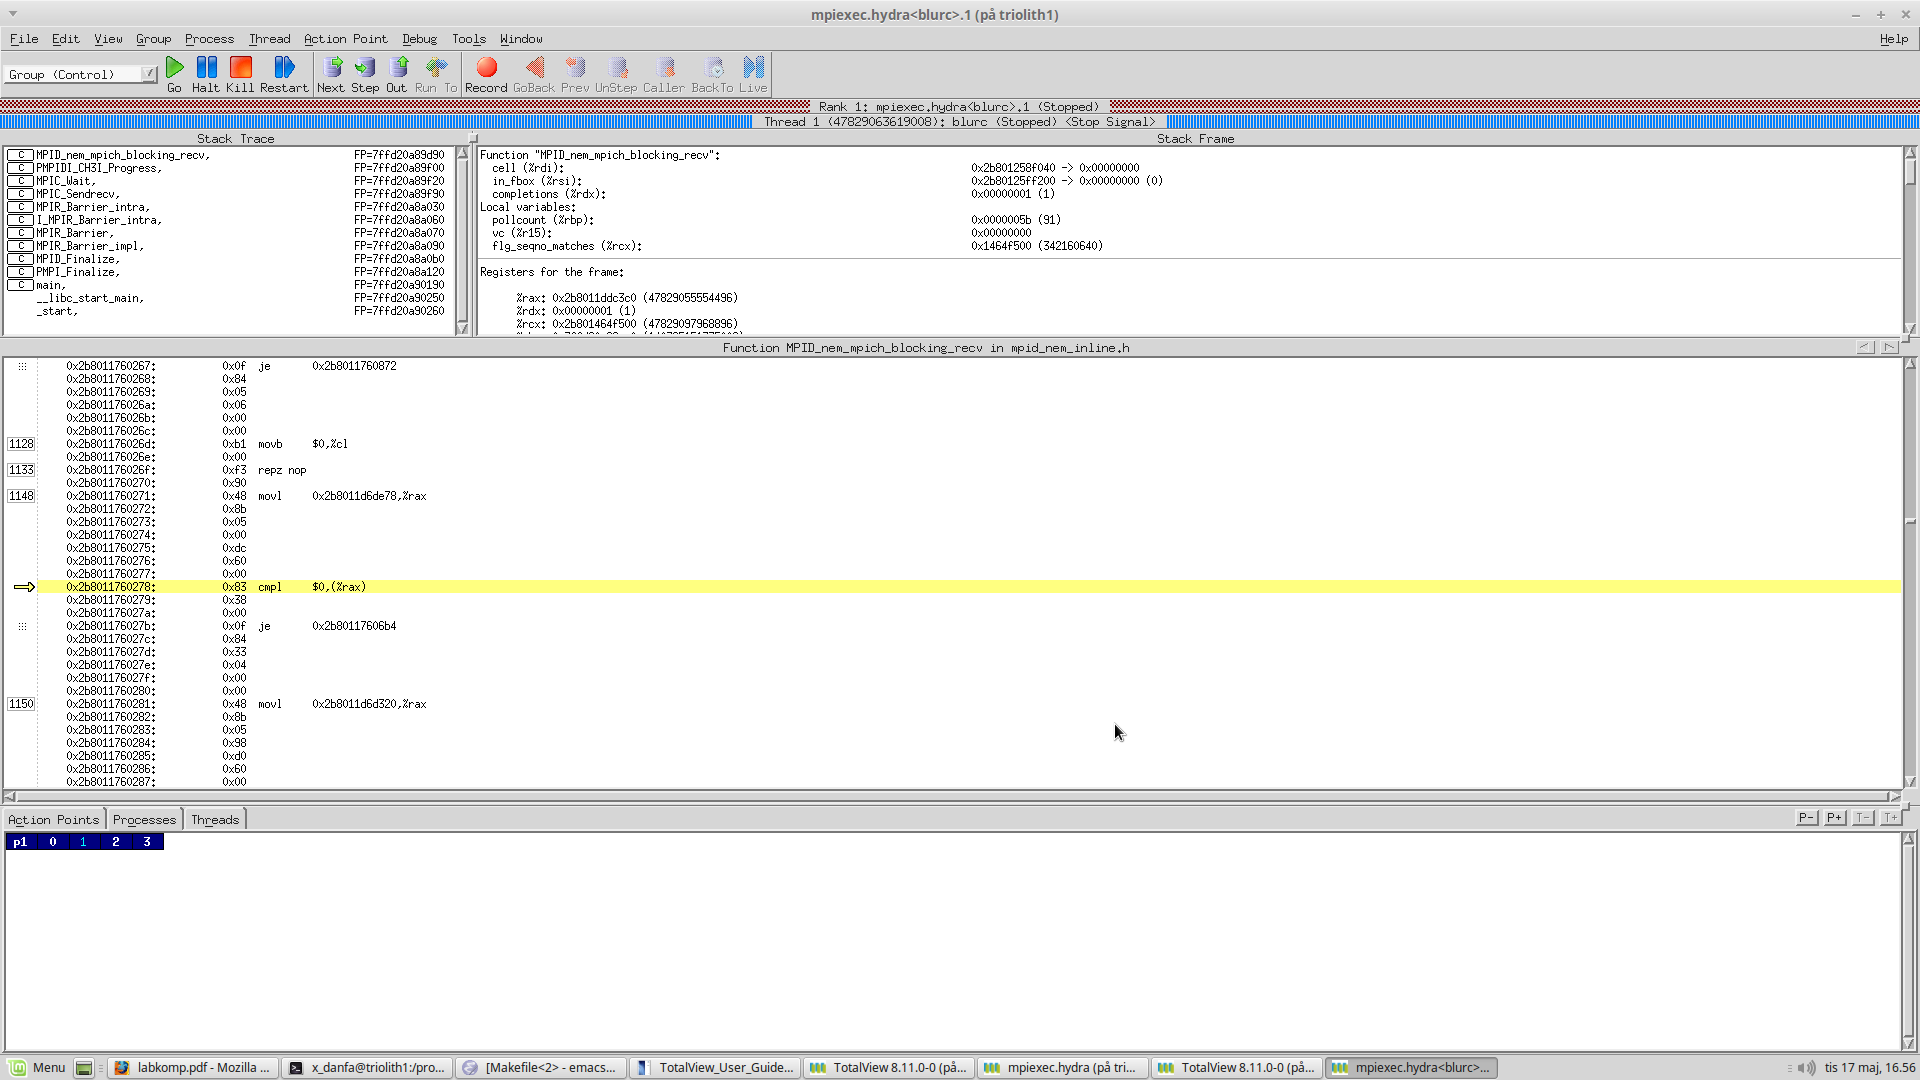 mpiexec.hydra<blurc>.1 (på triolith1)
File Edit View Group Process Thread Action Point Debug Tools Window Help
Group (Control)
Go Halt Kill Restart Next Step Out Run To Record GoBack Prev UnStep Caller BackTo Live
Rank 1: mpiexec.hydra<blurc>.1 (Stopped)
Thread 1 (47829063619008): blurc (Stopped) <Stop Signal>
Stack Trace
C MPID_nem_mpich_blocking_recv, FP=7ffd20a89d90
C PMPIDI_CH3I_Progress, FP=7ffd20a89f00
C MPIC_Wait, FP=7ffd20a89f20
C MPIC_Sendrecv, FP=7ffd20a89f90
C MPIR_Barrier_intra, FP=7ffd20a8a030
C I_MPIR_Barrier_intra, FP=7ffd20a8a060
C MPIR_Barrier, FP=7ffd20a8a070
C MPIR_Barrier_impl, FP=7ffd20a8a090
C MPID_Finalize, FP=7ffd20a8a0b0
C PMPI_Finalize, FP=7ffd20a8a120
C main, FP=7ffd20a90190
__libc_start_main, FP=7ffd20a90250
_start, FP=7ffd20a90260
Stack Frame
Function "MPID_nem_mpich_blocking_recv":
cell (%rdi): 0x2b801258f040 -> 0x00000000
in_fbox (%rsi): 0x2b80125ff200 -> 0x00000000 (0)
completions (%rdx): 0x00000001 (1)
Local variables:
pollcount (%rbp): 0x0000005b (91)
vc (%r15): 0x00000000
flg_seqno_matches (%rcx): 0x1464f500 (342160640)
Registers for the frame:
%rax: 0x2b8011ddc3c0 (47829055554496)
%rdx: 0x00000001 (1)
%rcx: 0x2b801464f500 (47829097968896)
Function MPID_nem_mpich_blocking_recv in mpid_nem_inline.h
0x2b8011760267: 0x0f je 0x2b8011760872
0x2b8011760268: 0x84
0x2b8011760269: 0x05
0x2b801176026a: 0x06
0x2b801176026b: 0x00
0x2b801176026c: 0x00
1128 0x2b801176026d: 0xb1 movb $0,%cl
0x2b801176026e: 0x00
1133 0x2b801176026f: 0xf3 repz nop
0x2b8011760270: 0x90
1148 0x2b8011760271: 0x48 movl 0x2b8011d6de78,%rax
0x2b8011760272: 0x8b
0x2b8011760273: 0x05
0x2b8011760274: 0x00
0x2b8011760275: 0xdc
0x2b8011760276: 0x60
0x2b8011760277: 0x00
0x2b8011760278: 0x83 cmpl $0,(%rax)
0x2b8011760279: 0x38
0x2b801176027a: 0x00
0x2b801176027b: 0x0f je 0x2b80117606b4
0x2b801176027c: 0x84
0x2b801176027d: 0x33
0x2b801176027e: 0x04
0x2b801176027f: 0x00
0x2b8011760280: 0x00
1150 0x2b8011760281: 0x48 movl 0x2b8011d6d320,%rax
0x2b8011760282: 0x8b
0x2b8011760283: 0x05
0x2b8011760284: 0x98
0x2b8011760285: 0xd0
0x2b8011760286: 0x60
0x2b8011760287: 0x00
Action Points Processes Threads P- P+ T- T+
p1 0 1 2 3
Menu labkomp.pdf - Mozilla ... x_danfa@triolith1:/pro... [Makefile<2> - emacs... TotalView_User_Guide... TotalView 8.11.0-0 (på... mpiexec.hydra (på tri... TotalView 8.11.0-0 (på... mpiexec.hydra<blurc>... tis 17 maj, 16.56